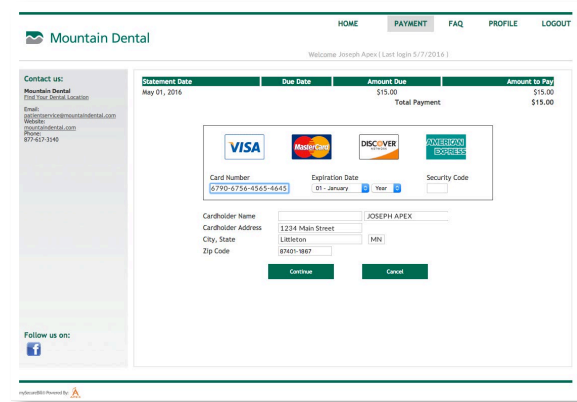 HOME PAYMENT FAQ PROFILE LOGOUT
Mountain Dental
Welcome Joseph Apex ( Last login 5/7/2016 )
Contact us:
Mountain Dental
Find Your Dental Location
Email:
patientservice@mountaindental.com
Website:
mountaindental.com
Phone:
877-617-3140
Statement Date Due Date Amount Due Amount to Pay
May 01, 2016 $15.00 $15.00
Total Payment $15.00
VISA MasterCard DISCOVER AMERICAN EXPRESS
Card Number Expiration Date Security Code
6790-6756-4565-4645 01 - January Year
Cardholder Name JOSEPH APEX
Cardholder Address 1234 Main Street
City, State Littleton MN
Zip Code 87401-1867
Continue Cancel
Follow us on:
Powered By: